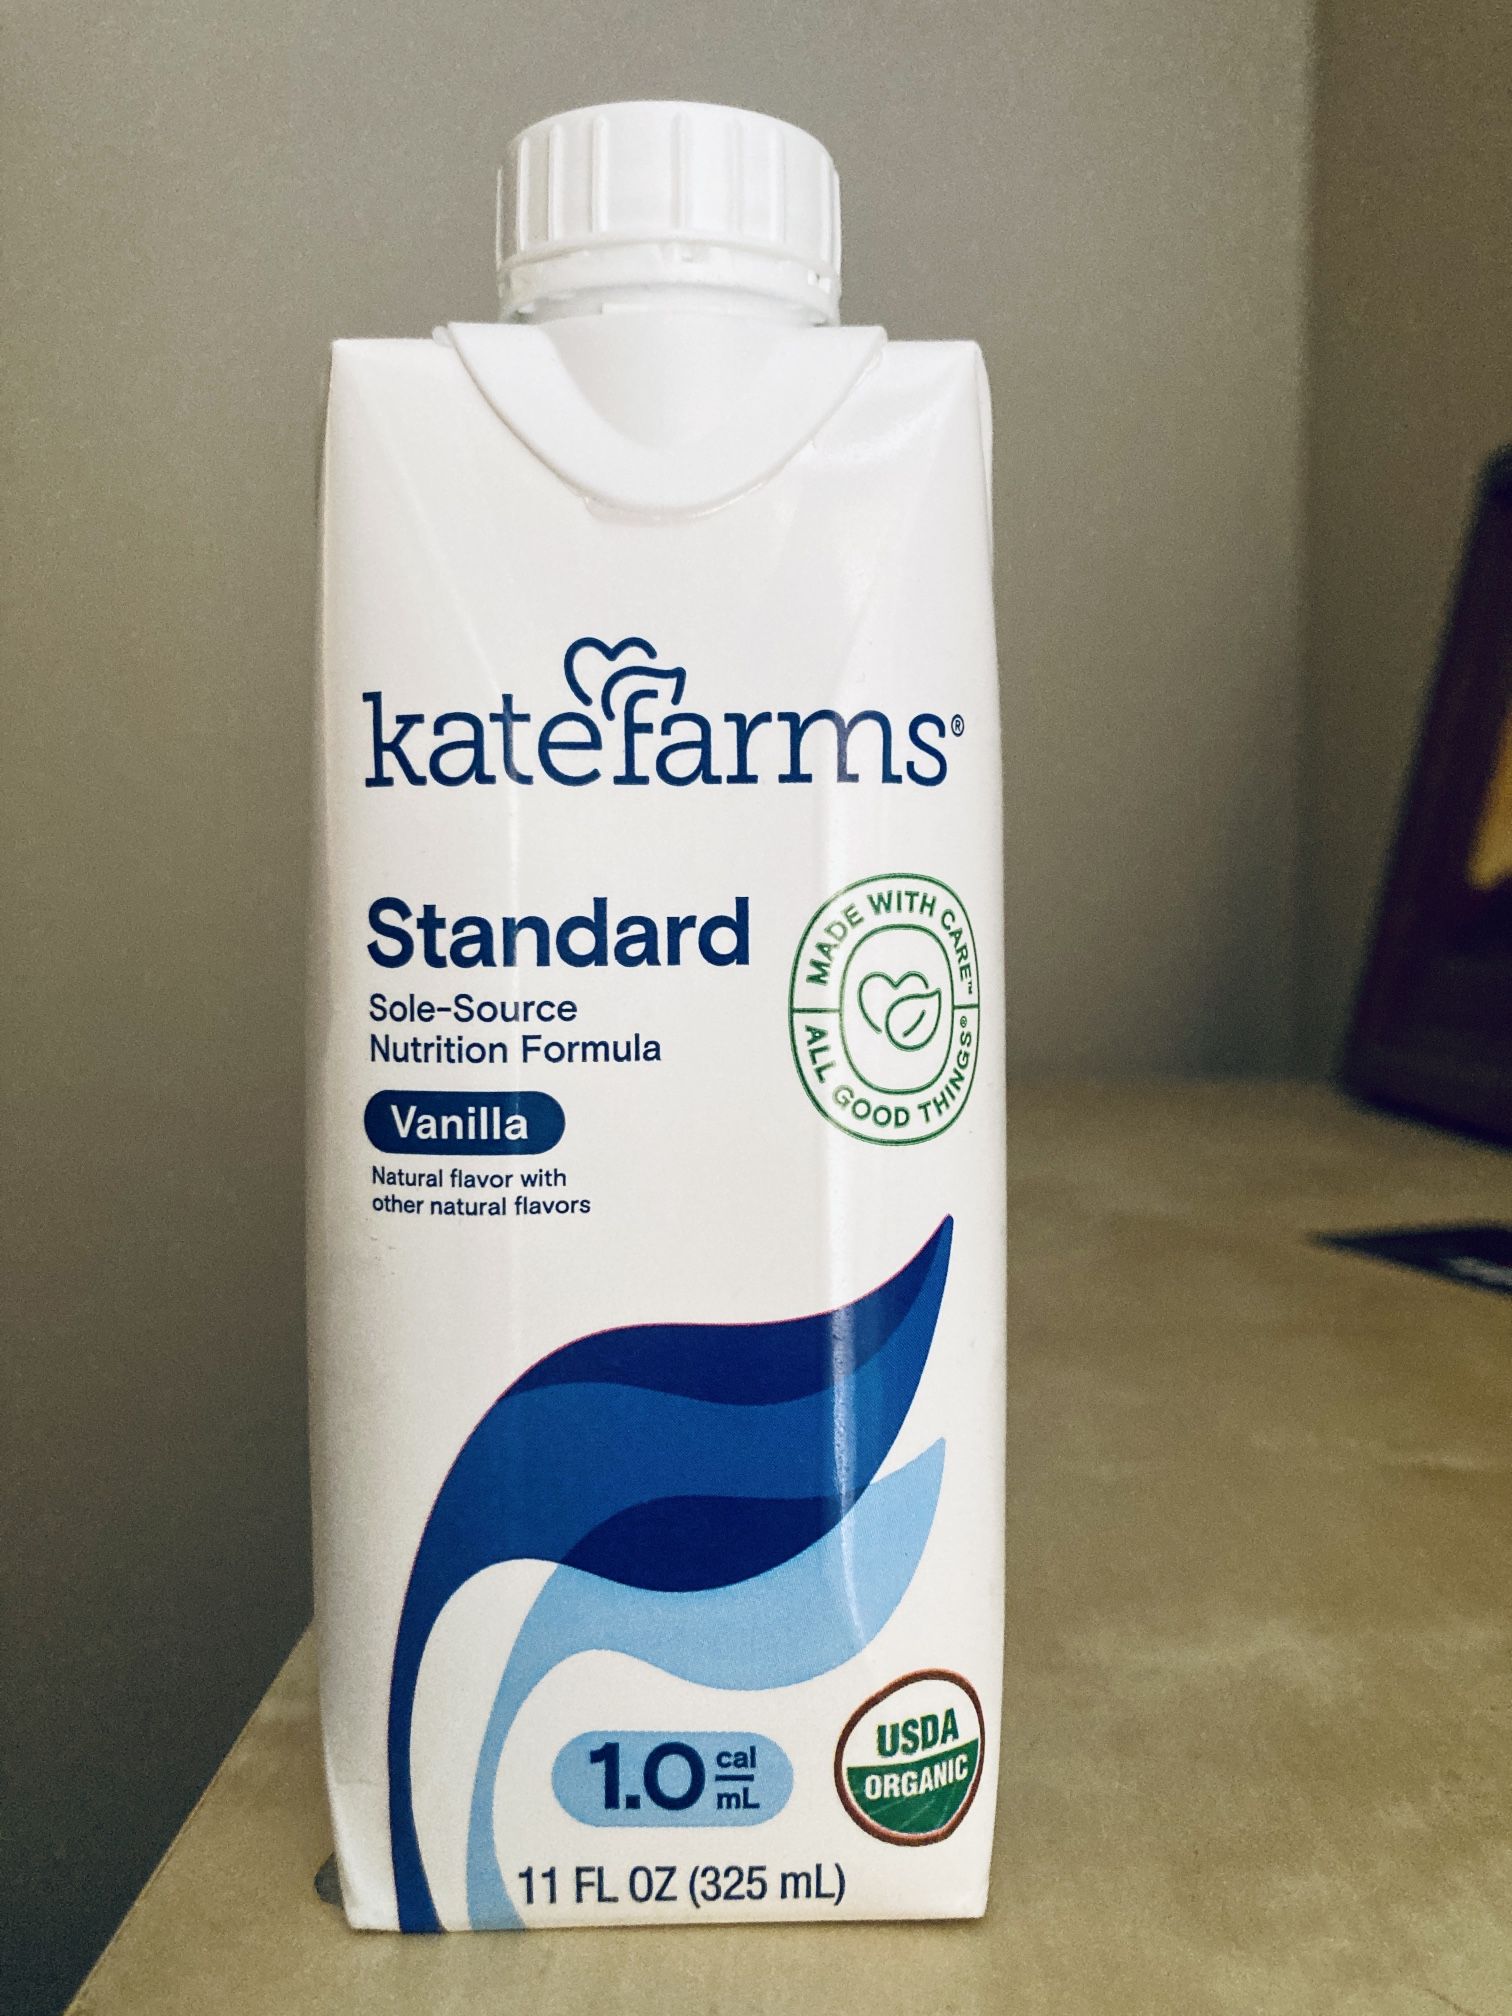 katefarms®
Standard
Sole-Source
Nutrition Formula
Vanilla
Natural flavor with
other natural flavors
MADE WITH CARE™
ALL GOOD THINGS®
1.0 cal
mL
USDA
ORGANIC
11 FL OZ (325 mL)